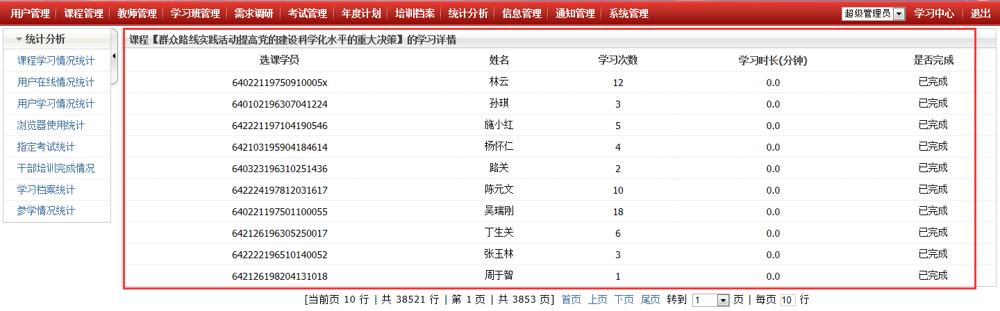 用户管理 课程管理 教师管理 学习班管理 需求调研 考试管理 年度计划 培训档案 统计分析 信息管理 通知管理 系统管理 超级管理员 学习中心 退出
统计分析
课程学习情况统计
用户在线情况统计
用户学习情况统计
浏览器使用统计
指定考试统计
干部培训完成情况
学习档案统计
参学情况统计
课程【群众路线实践活动提高党的建设科学化水平的重大决策】的学习详情
选课学员 姓名 学习次数 学习时长(分钟) 是否完成
64022119750910005x 林云 12 0.0 已完成
640102196307041224 孙琪 3 0.0 已完成
642221197104190546 施小红 5 0.0 已完成
642103195904184614 杨怀仁 4 0.0 已完成
640323196310251436 路关 2 0.0 已完成
642224197812031617 陈元文 10 0.0 已完成
640221197501100055 吴瑞刚 18 0.0 已完成
642126196305250017 丁生关 6 0.0 已完成
642222196510140052 张玉林 3 0.0 已完成
642126198204131018 周于智 1 0.0 已完成
[当前页 10 行 | 共 38521 行 | 第 1 页 | 共 3853 页] 首页 上页 下页 尾页 转到 1 页 | 每页 10 行